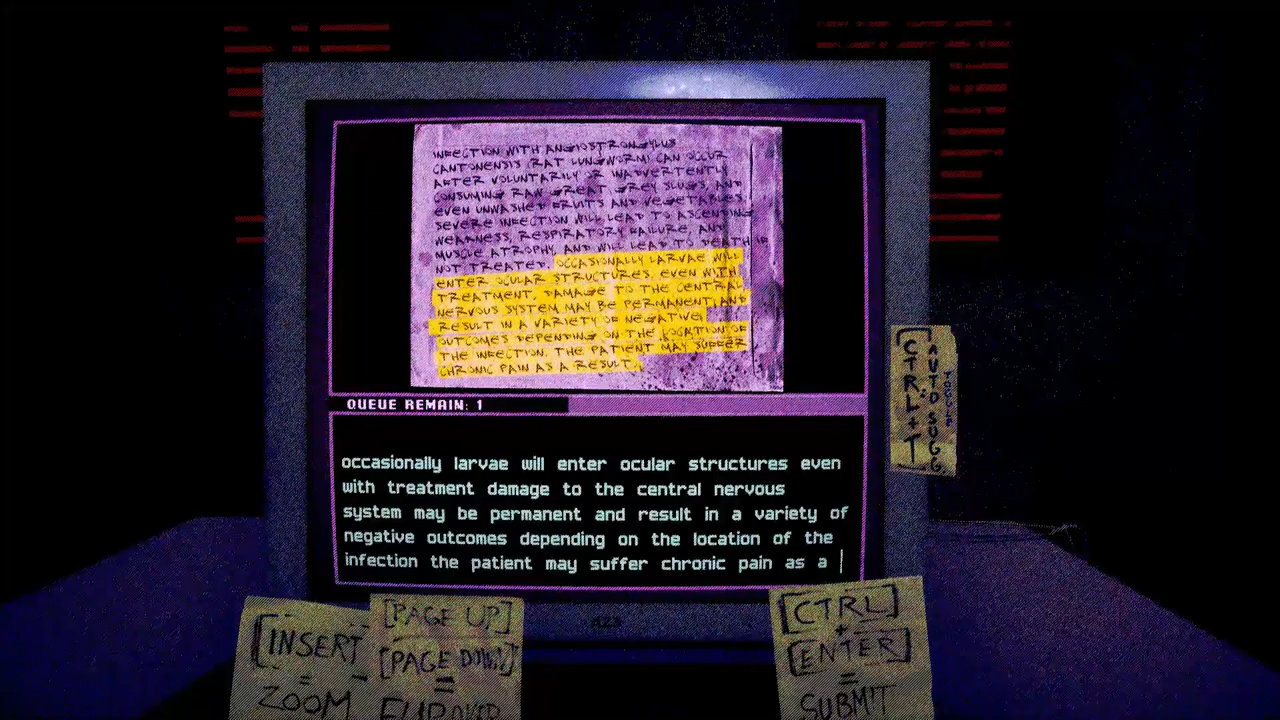 INFECTION WITH ANGIOSTRONGYLUS
CANTONENSIS (RAT LUNGWORM) CAN OCCUR
AFTER VOLUNTARILY OR INADVERTENTLY
CONSUMING RAW GREAT GREY SLUGS, AND
EVEN UNWASHED FRUITS AND VEGETABLES.
SEVERE INFECTION WILL LEAD TO ASCENDING
WEAKNESS, RESPIRATORY FAILURE, AND
MUSCLE ATROPHY, AND WILL LEAD TO DEATH IF
NOT TREATED. OCCASIONALLY LARVAE WILL
ENTER OCULAR STRUCTURES. EVEN WITH
TREATMENT, DAMAGE TO THE CENTRAL
NERVOUS SYSTEM MAY BE PERMANENT, AND
RESULT IN A VARIETY OF NEGATIVE
OUTCOMES DEPENDING ON THE LOCATION OF
THE INFECTION. THE PATIENT MAY SUFFER
CHRONIC PAIN AS A RESULT.
QUEUE REMAIN: 1
occasionally larvae will enter ocular structures even
with treatment damage to the central nervous
system may be permanent and result in a variety of
negative outcomes depending on the location of the
infection the patient may suffer chronic pain as a
[CTRL+T
AUTOSUGG
TOGGLE
[INSERT
=
ZOOM
[PAGE UP]
[PAGE DOWN]
=
FLIP OVER
[CTRL]
+
[ENTER]
=
SUBMIT